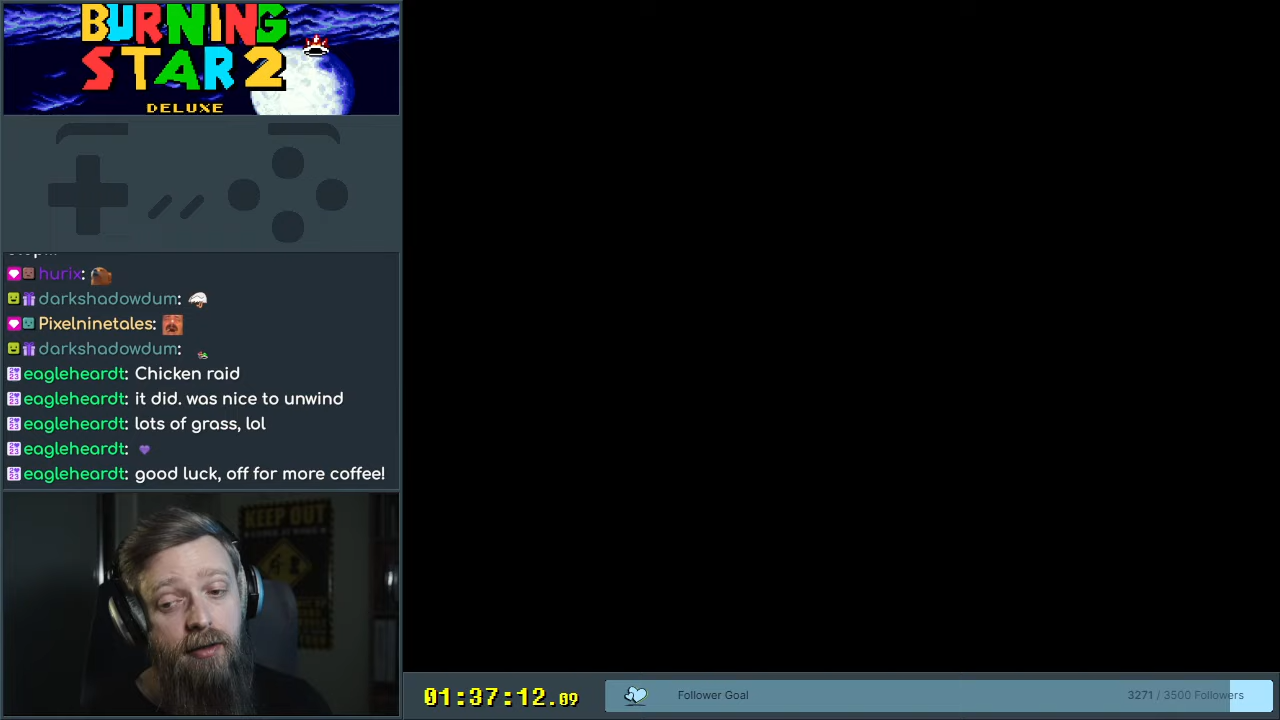 BURNING
STAR 2
DELUXE
hurix:
darkshadowdum:
Pixelninetales:
darkshadowdum:
eagleheardt: Chicken raid
eagleheardt: it did. was nice to unwind
eagleheardt: lots of grass, lol
eagleheardt:
eagleheardt: good luck, off for more coffee!
KEEP OUT
01:37:12.09
Follower Goal
3271 / 3500 Followers